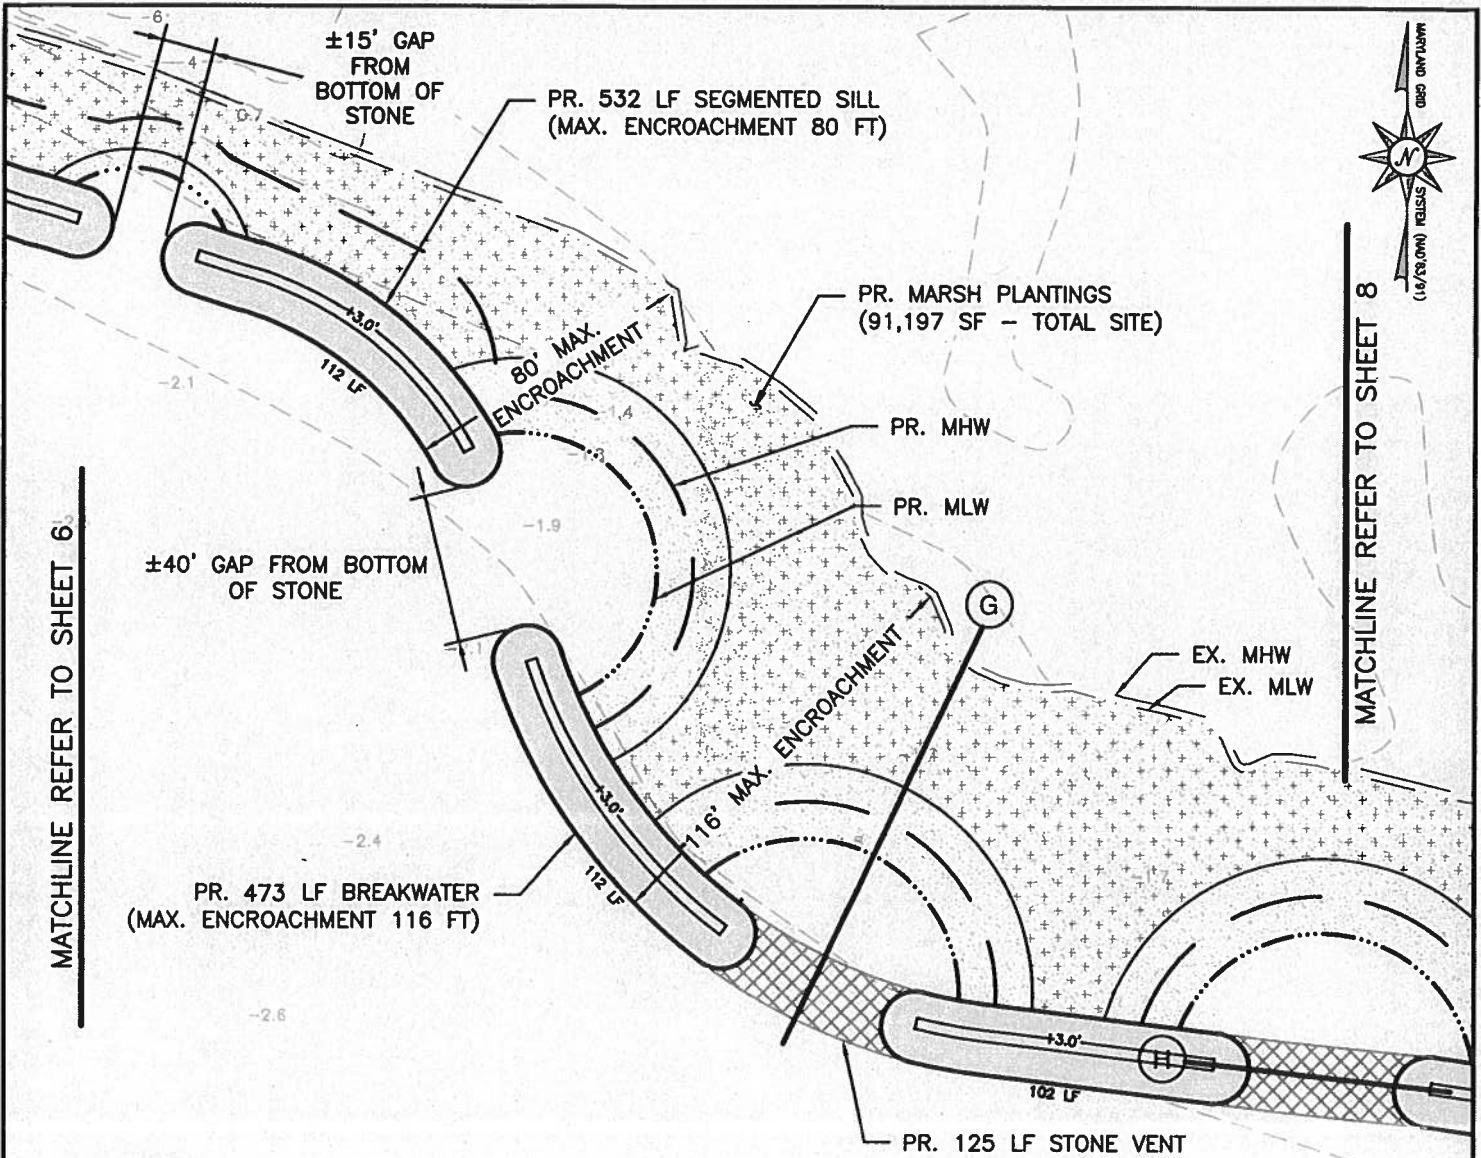 -6
-4
0.7
±15' GAP
FROM
BOTTOM OF
STONE
PR. 532 LF SEGMENTED SILL
(MAX. ENCROACHMENT 80 FT)
MARYLAND GRID
N
SYSTEM (NAD'83/91)
+3.0'
112 LF
80' MAX.
ENCROACHMENT
PR. MARSH PLANTINGS
(91,197 SF – TOTAL SITE)
-2.1
-1.4
PR. MHW
PR. MLW
-1.9
±40' GAP FROM BOTTOM
OF STONE
MATCHLINE REFER TO SHEET 6
MATCHLINE REFER TO SHEET 8
G
116' MAX. ENCROACHMENT
EX. MHW
EX. MLW
+3.0'
112 LF
-2.4
PR. 473 LF BREAKWATER
(MAX. ENCROACHMENT 116 FT)
-2.6
+3.0'
H
102 LF
PR. 125 LF STONE VENT